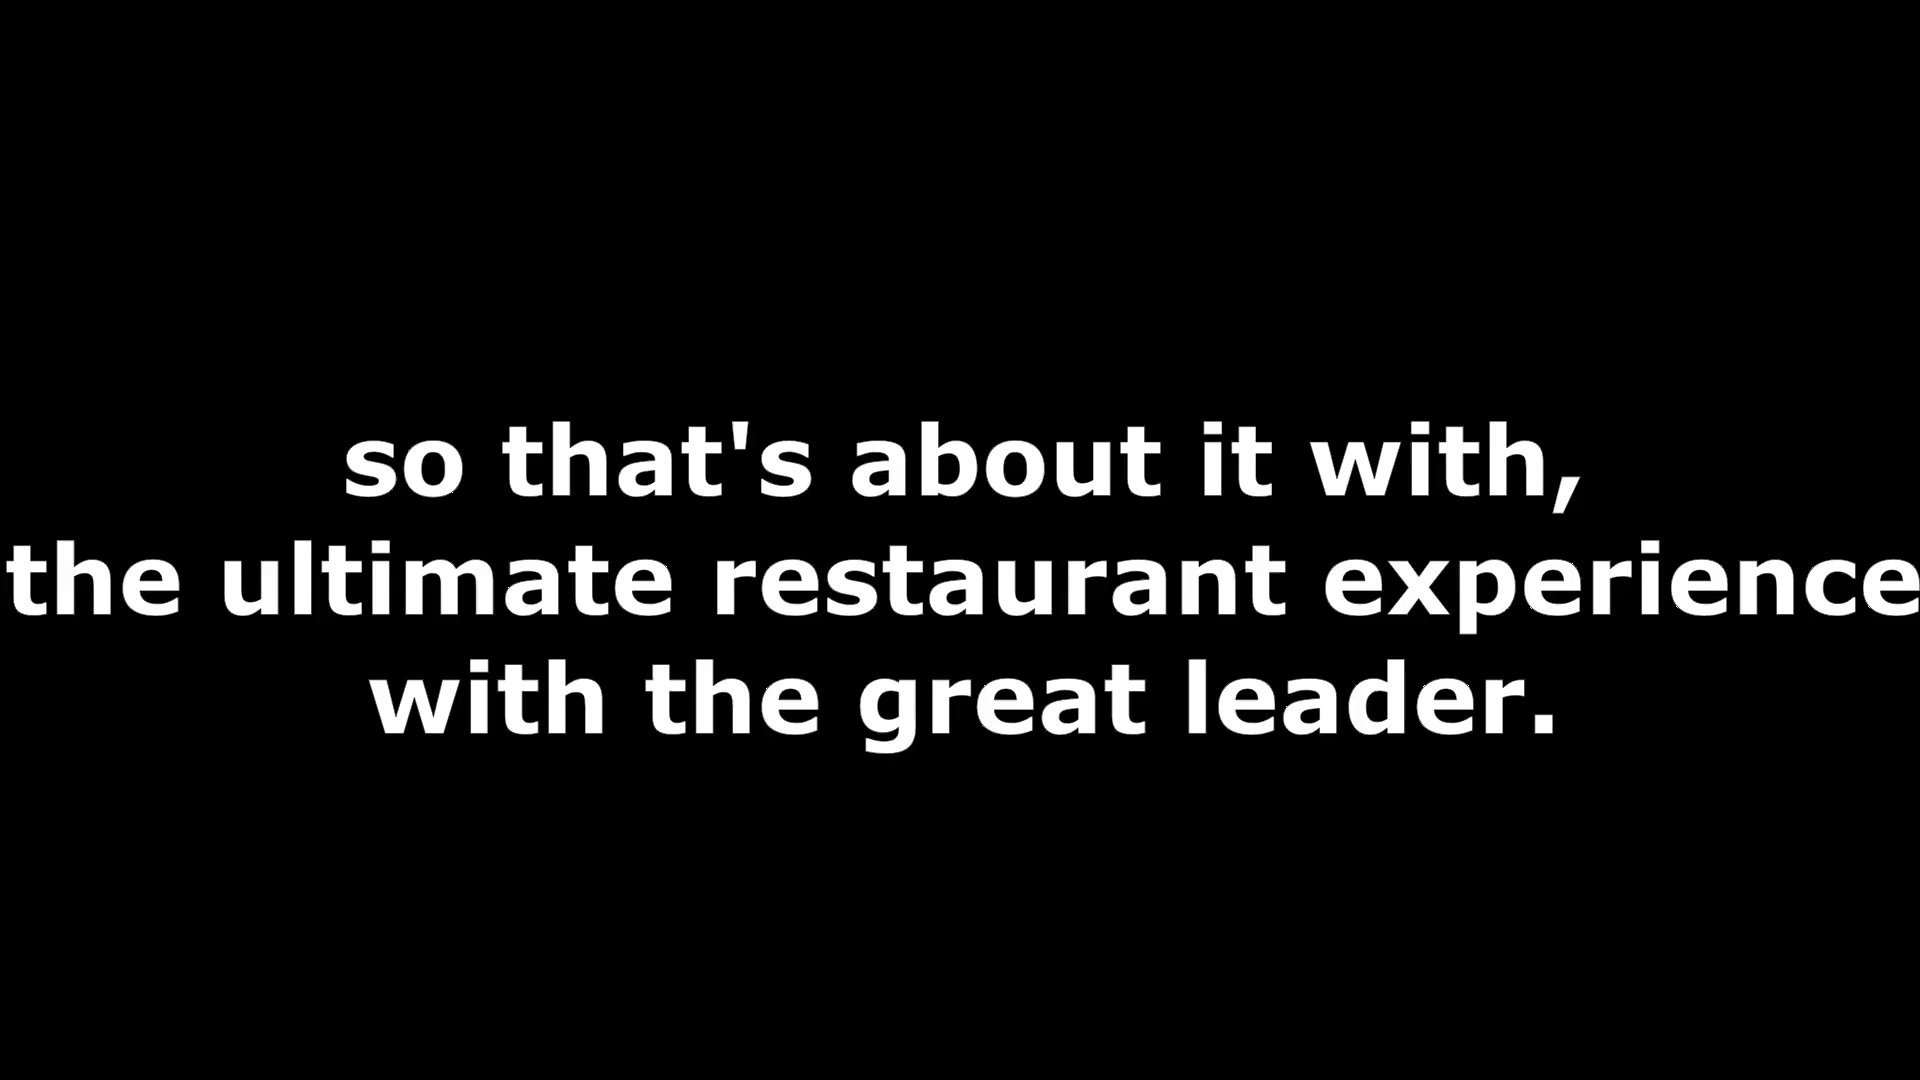 so that's about it with,
the ultimate restaurant experience
with the great leader.